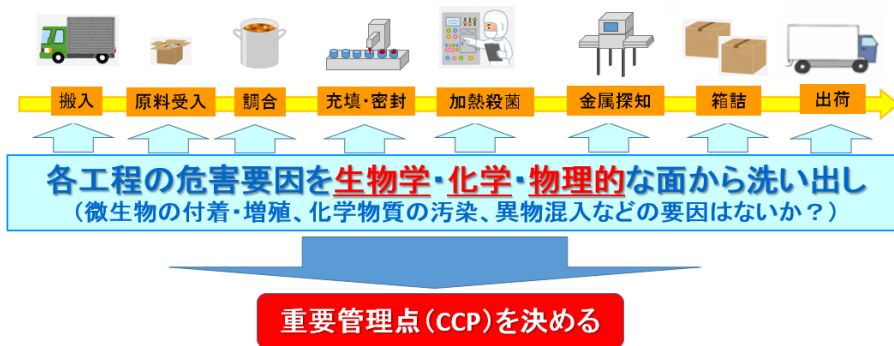 搬入
原料受入
調合
充填・密封
加熱殺菌
金属探知
箱詰
出荷
各工程の危害要因を生物学・化学・物理的な面から洗い出し
（微生物の付着・増殖、化学物質の汚染、異物混入などの要因はないか？）
重要管理点（CCP）を決める